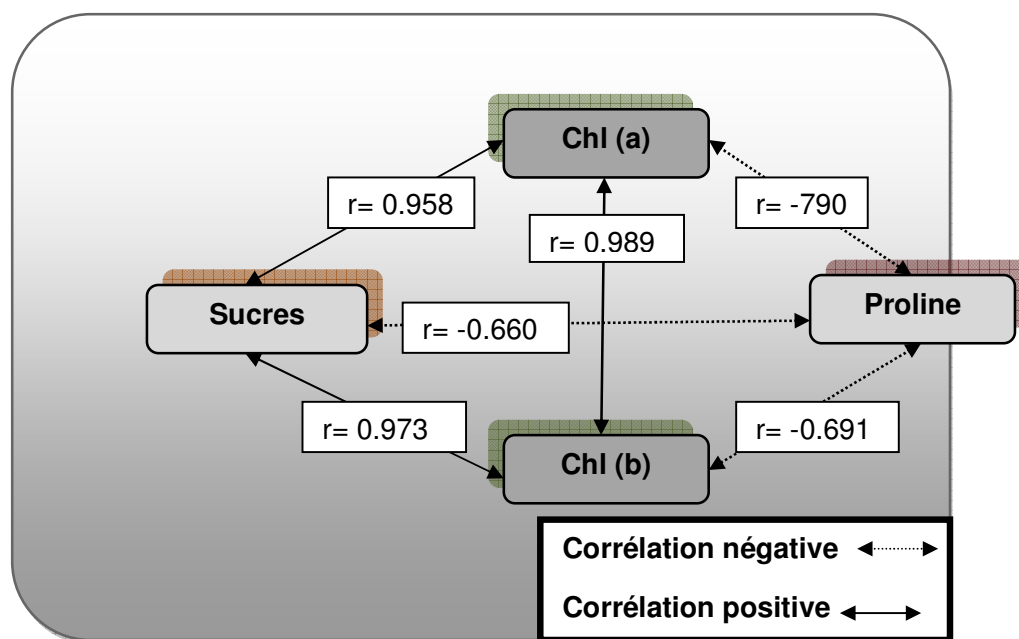 Chl (a)
r= 0.958
r= -790
r= 0.989
Sucres
Proline
r= -0.660
r= 0.973
r= -0.691
Chl (b)
Corrélation négative
Corrélation positive